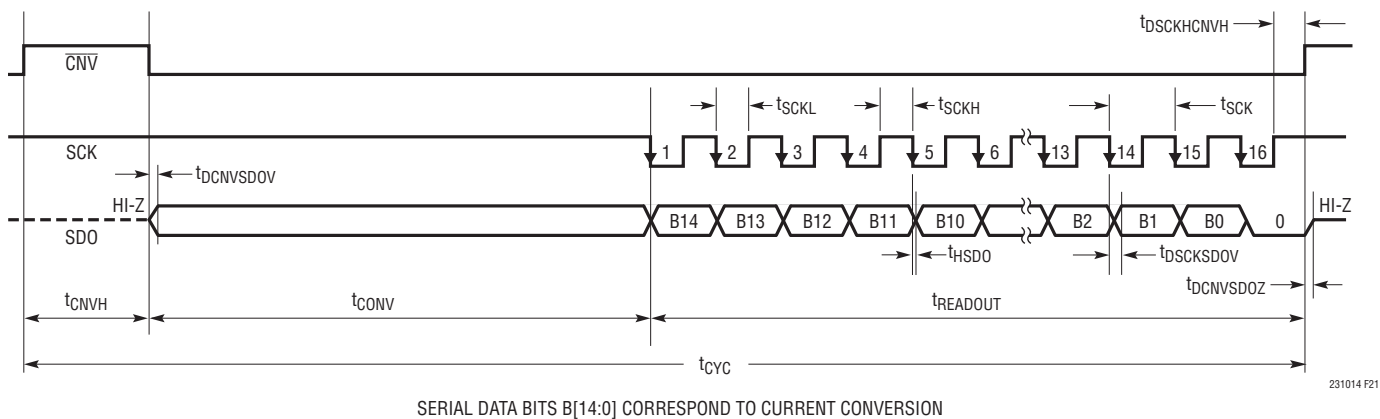 tDSCKHCNVH
CNV
tSCKL tSCKH tSCK
SCK 1 2 3 4 5 6 13 14 15 16
tDCNVSDOV
HI-Z HI-Z
SDO B14 B13 B12 B11 B10 B2 B1 B0 0
tHSDO tDSCKSDOV
tDCNVSDOZ
tCNVH tCONV tREADOUT
tCYC
231014 F21
SERIAL DATA BITS B[14:0] CORRESPOND TO CURRENT CONVERSION